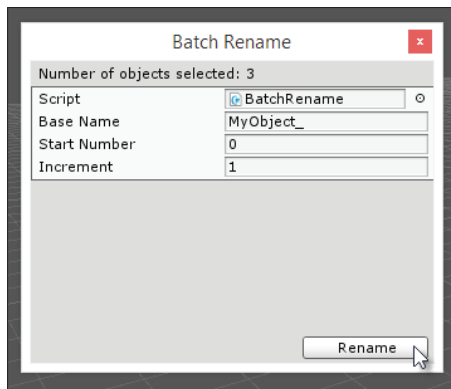 Batch Rename
x
Number of objects selected: 3
Script BatchRename
Base Name MyObject_
Start Number 0
Increment 1
Rename